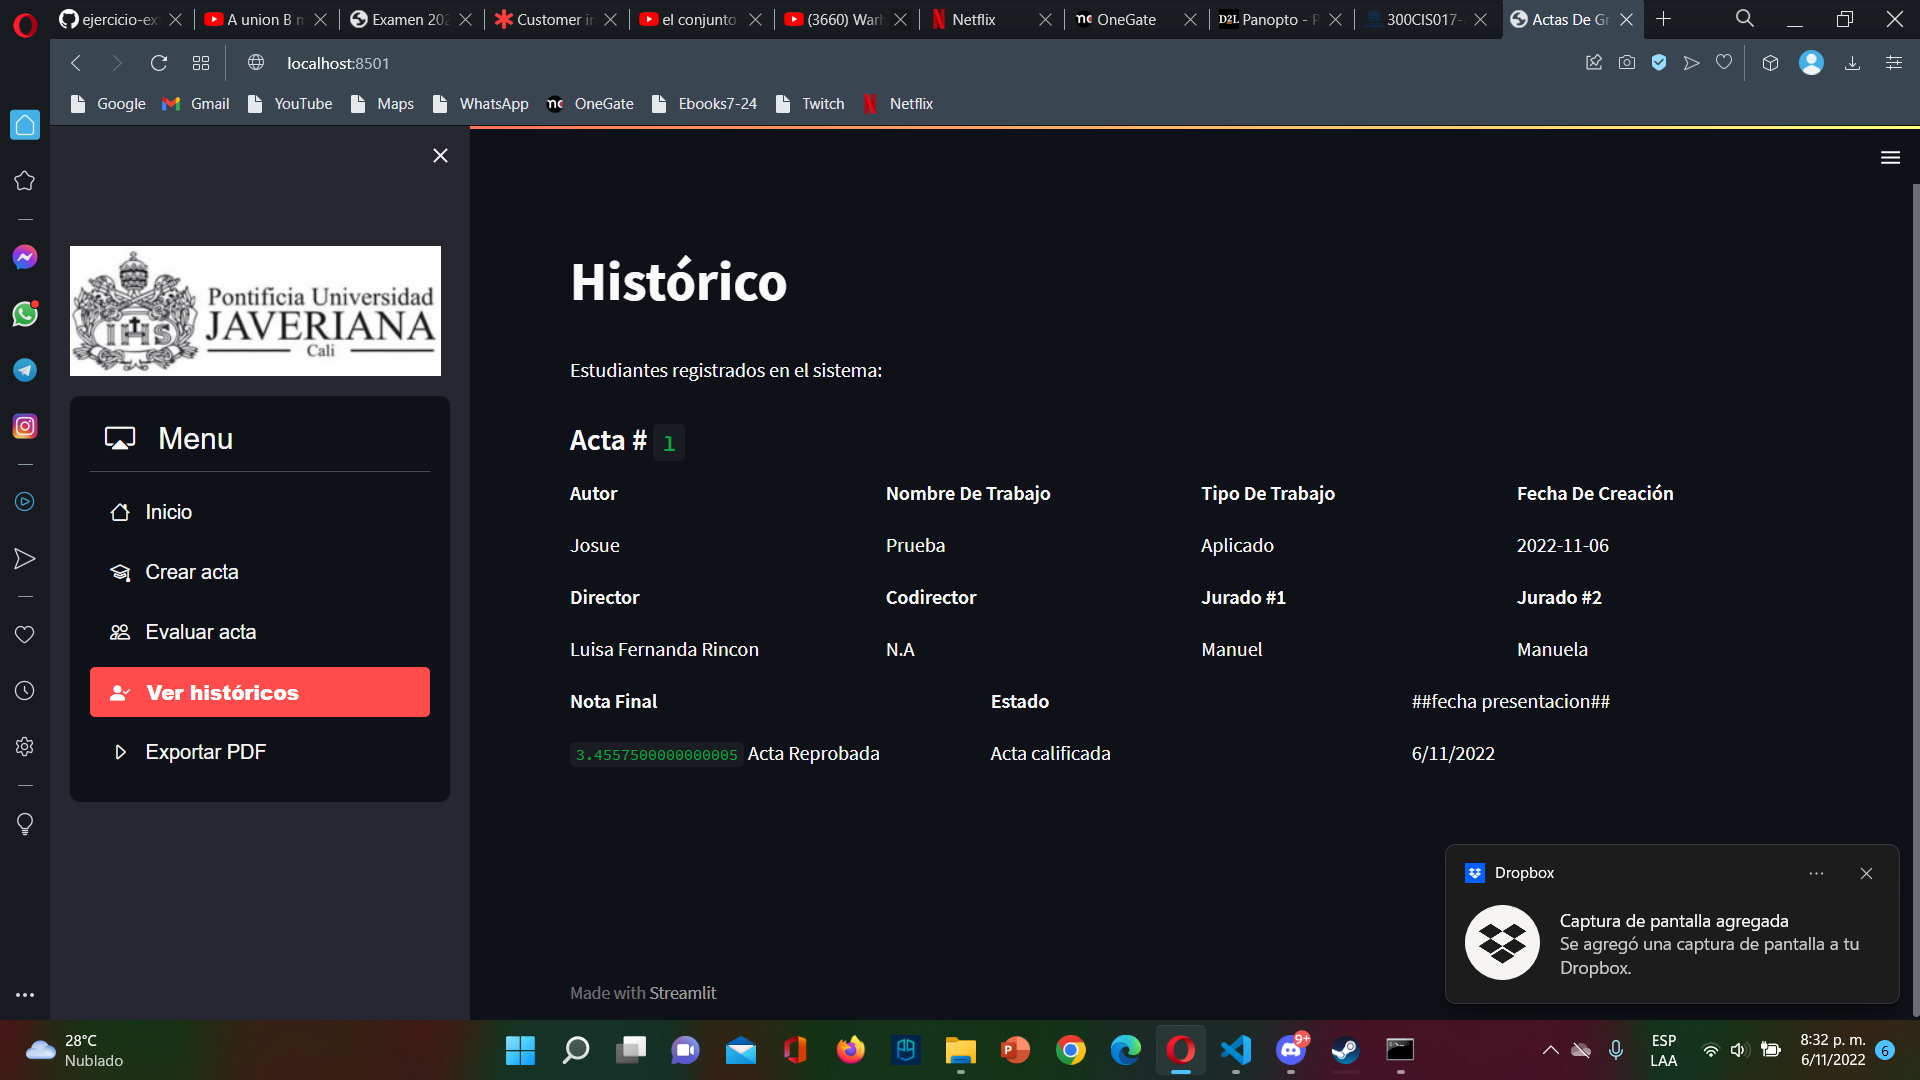 ejercicio-ex
A union B
Examen 202
Customer in
el conjunto
(3660) Warh
Netflix
OneGate
Panopto - P
300CIS017-
Actas De Gr
localhost:8501
Google
Gmail
YouTube
Maps
WhatsApp
OneGate
Ebooks7-24
Twitch
Netflix
Pontificia Universidad
JAVERIANA
Cali
IHS
Menu
Inicio
Crear acta
Evaluar acta
Ver históricos
Exportar PDF
Histórico
Estudiantes registrados en el sistema:
Acta # 1
Autor Nombre De Trabajo Tipo De Trabajo Fecha De Creación
Josue Prueba Aplicado 2022-11-06
Director Codirector Jurado #1 Jurado #2
Luisa Fernanda Rincon N.A Manuel Manuela
Nota Final Estado ##fecha presentacion##
3.4557500000000005 Acta Reprobada Acta calificada 6/11/2022
Made with Streamlit
Dropbox
Captura de pantalla agregada
Se agregó una captura de pantalla a tu
Dropbox.
28°C
Nublado
9+
ESP
LAA
8:32 p. m.
6/11/2022
6